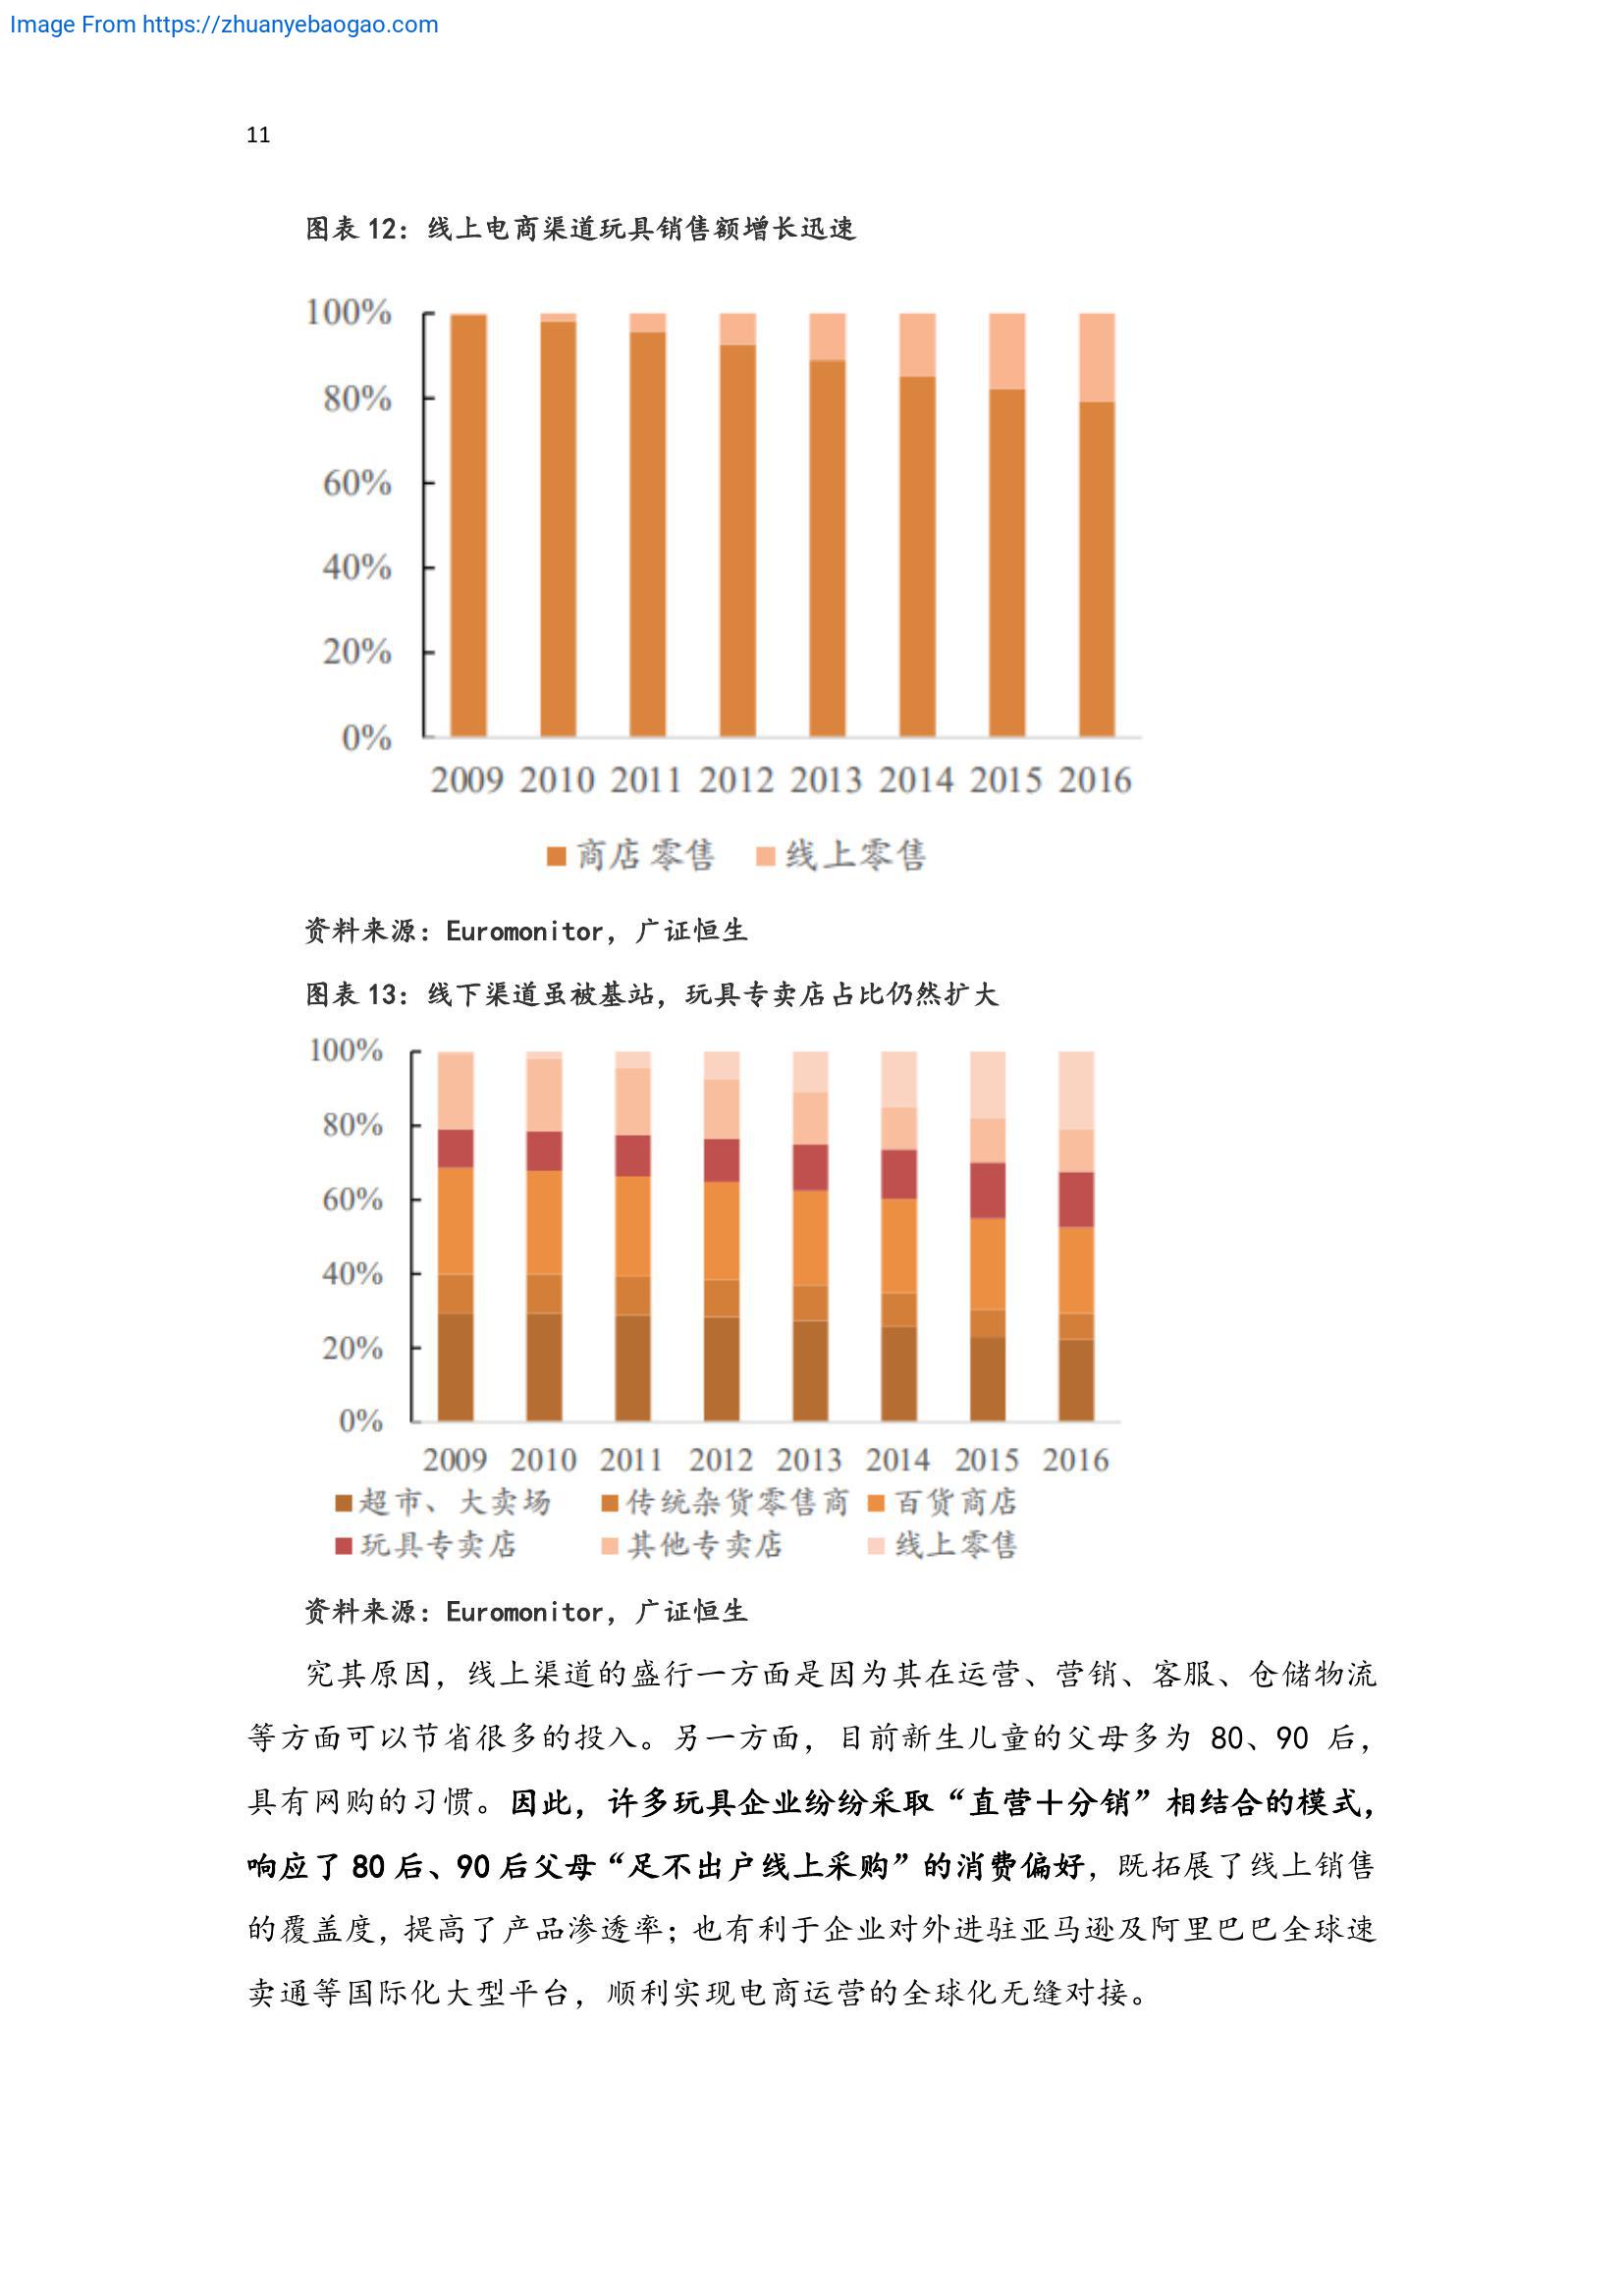 Image From https://zhuanyebaogao.com
11
图表 12：线上电商渠道玩具销售额增长迅速
100%
80%
60%
40%
20%
0%
2009 2010 2011 2012 2013 2014 2015 2016
商店零售 线上零售
资料来源：Euromonitor，广证恒生
图表 13：线下渠道虽被基站，玩具专卖店占比仍然扩大
100%
80%
60%
40%
20%
0%
2009 2010 2011 2012 2013 2014 2015 2016
超市、大卖场 传统杂货零售商 百货商店
玩具专卖店 其他专卖店 线上零售
资料来源：Euromonitor，广证恒生
究其原因，线上渠道的盛行一方面是因为其在运营、营销、客服、仓储物流
等方面可以节省很多的投入。另一方面，目前新生儿童的父母多为 80、90 后，
具有网购的习惯。因此，许多玩具企业纷纷采取“直营十分销”相结合的模式，
响应了 80 后、90 后父母“足不出户线上采购”的消费偏好，既拓展了线上销售
的覆盖度，提高了产品渗透率；也有利于企业对外进驻亚马逊及阿里巴巴全球速
卖通等国际化大型平台，顺利实现电商运营的全球化无缝对接。